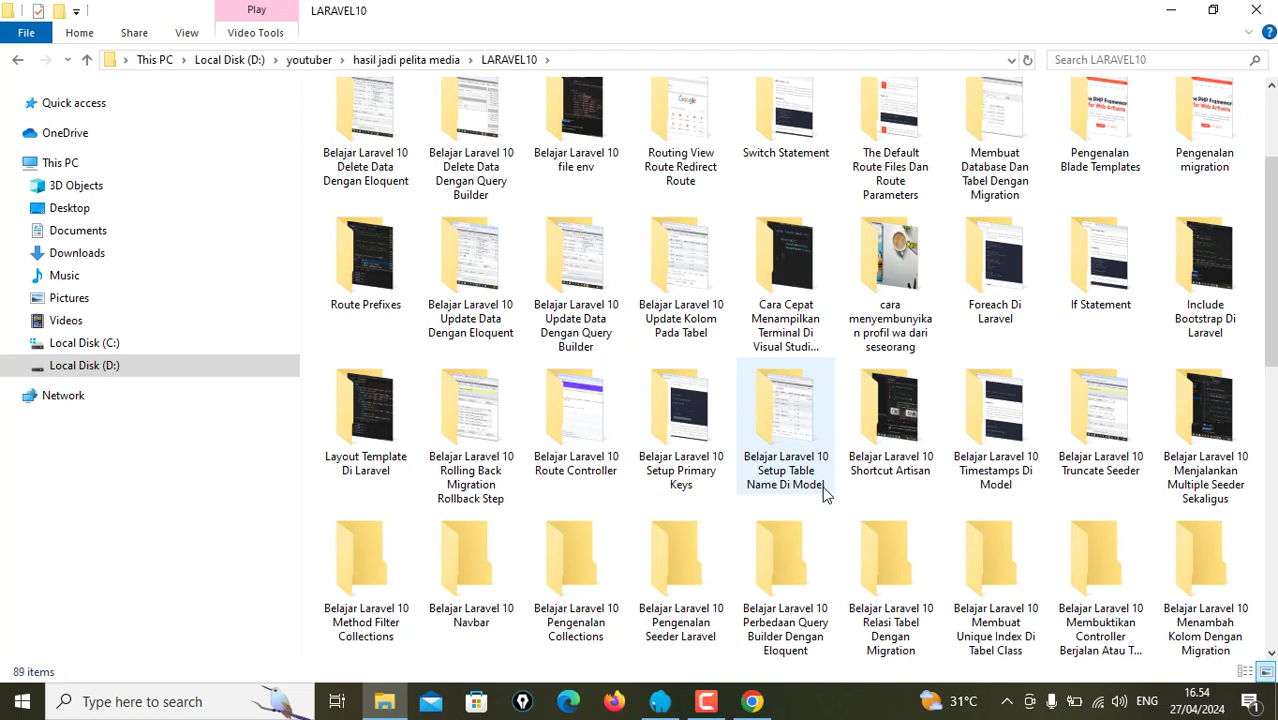 Play
LARAVEL10
File
Home
Share
View
Video Tools
This PC
Local Disk (D:)
youtuber
hasil jadi pelita media
LARAVEL10
Search LARAVEL10
Quick access
OneDrive
This PC
3D Objects
Desktop
Documents
Downloads
Music
Pictures
Videos
Local Disk (C:)
Local Disk (D:)
Network
Belajar Laravel 10
Delete Data
Dengan Eloquent
Belajar Laravel 10
Delete Data
Dengan Query
Builder
Belajar Laravel 10
file env
Google
Routing View
Route Redirect
Route
Switch Statement
The Default
Route Files Dan
Route
Parameters
Membuat
Database Dan
Tabel Dengan
Migration
Pengenalan
Blade Templates
Pengenalan
migration
Route Prefixes
Belajar Laravel 10
Update Data
Dengan Eloquent
Belajar Laravel 10
Update Data
Dengan Query
Builder
Belajar Laravel 10
Update Kolom
Pada Tabel
Cara Cepat
Menampilkan
Terminal Di
Visual Studi...
cara
menyembunyika
n profil wa dari
seseorang
Foreach Di
Laravel
If Statement
Include
Bootstrap Di
Laravel
Layout Template
Di Laravel
Belajar Laravel 10
Rolling Back
Migration
Rollback Step
Belajar Laravel 10
Route Controller
Belajar Laravel 10
Setup Primary
Keys
Belajar Laravel 10
Setup Table
Name Di Model
Belajar Laravel 10
Shortcut Artisan
Belajar Laravel 10
Timestamps Di
Model
Belajar Laravel 10
Truncate Seeder
Belajar Laravel 10
Menjalankan
Multiple Seeder
Sekaligus
Belajar Laravel 10
Method Filter
Collections
Belajar Laravel 10
Navbar
Belajar Laravel 10
Pengenalan
Collections
Belajar Laravel 10
Pengenalan
Seeder Laravel
Belajar Laravel 10
Perbedaan Query
Builder Dengan
Eloquent
Belajar Laravel 10
Relasi Tabel
Dengan
Migration
Belajar Laravel 10
Membuat
Unique Index Di
Tabel Class
Belajar Laravel 10
Membuktikan
Controller
Berjalan Atau T...
Belajar Laravel 10
Menambah
Kolom Dengan
Migration
89 items
Type here to search
31°C
ENG
16.54
27/04/2024